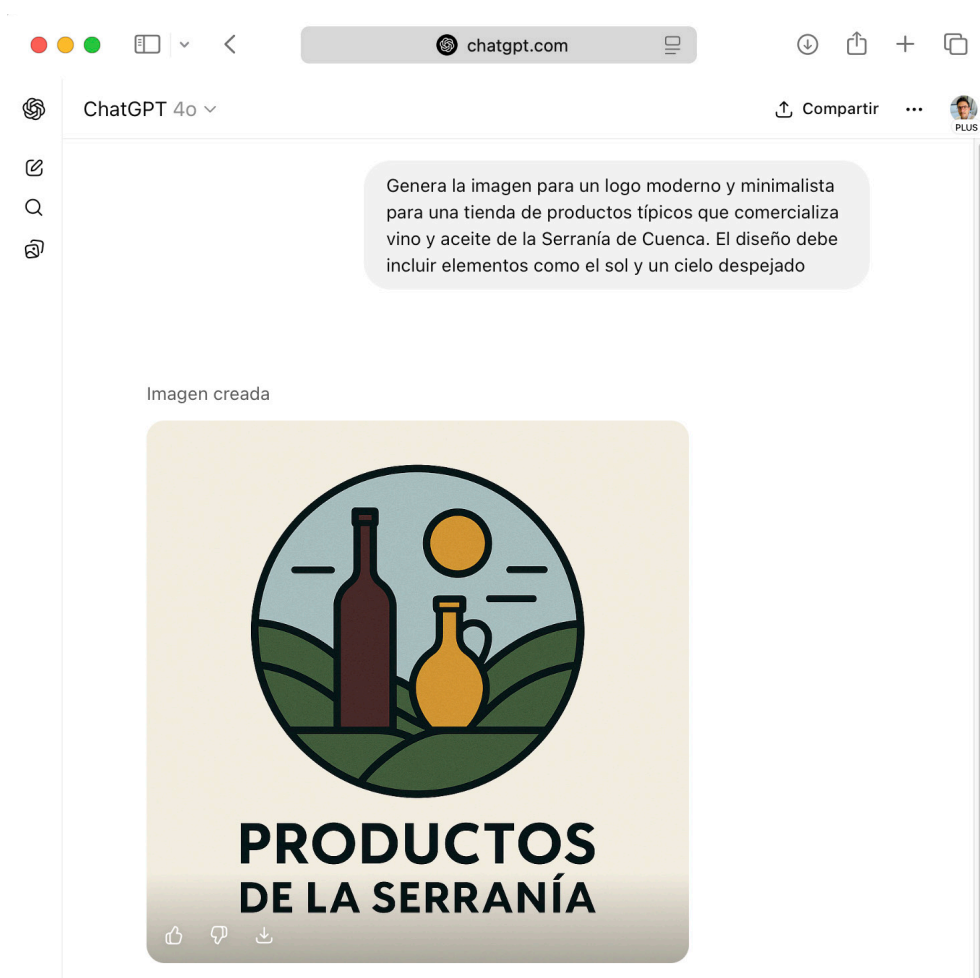 chatgpt.com
ChatGPT 4o
Compartir
PLUS
Genera la imagen para un logo moderno y minimalista
para una tienda de productos típicos que comercializa
vino y aceite de la Serranía de Cuenca. El diseño debe
incluir elementos como el sol y un cielo despejado
Imagen creada
PRODUCTOS
DE LA SERRANÍA